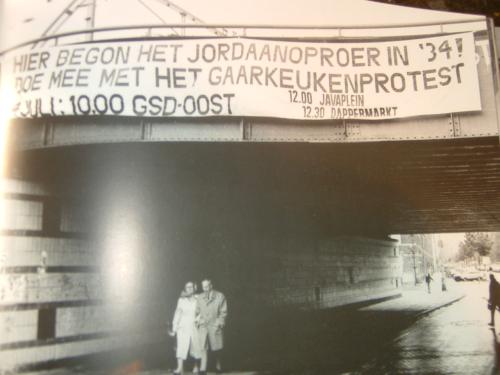 HIER BEGON HET JORDAANOPROER IN '34!
DOE MEE MET HET GAARKEUKENPROTEST
JULI: 10.00 GSD-OOST
12.00 JAVAPLEIN
12.30 DAPPERMARKT